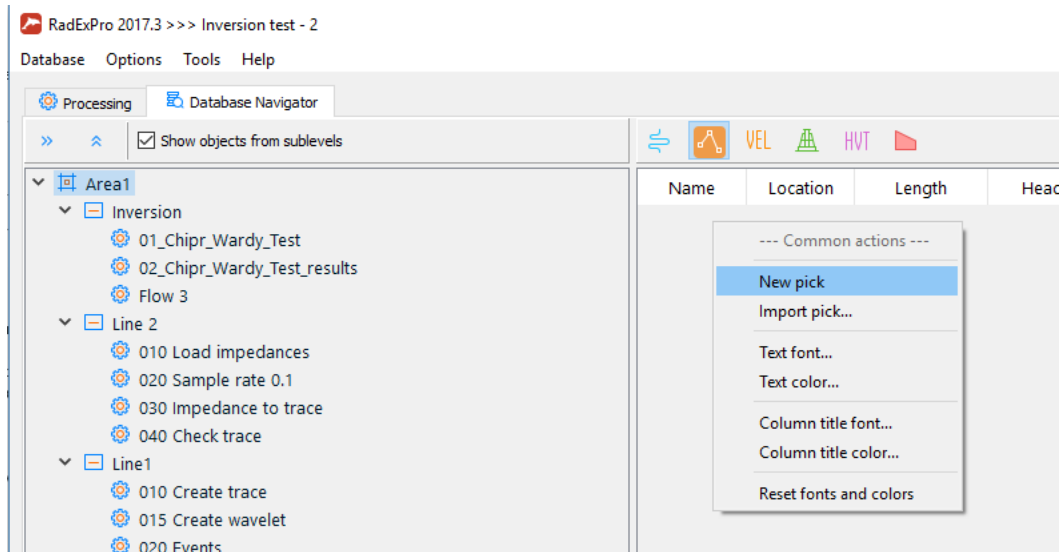 RadExPro 2017.3 >>> Inversion test - 2
Database Options Tools Help
Processing Database Navigator
Show objects from sublevels
VEL HVT
Area1
Inversion
01_Chipr_Wardy_Test
02_Chipr_Wardy_Test_results
Flow 3
Line 2
010 Load impedances
020 Sample rate 0.1
030 Impedance to trace
040 Check trace
Line1
010 Create trace
015 Create wavelet
020 Events
Name Location Length Head
--- Common actions ---
New pick
Import pick...
Text font...
Text color...
Column title font...
Column title color...
Reset fonts and colors